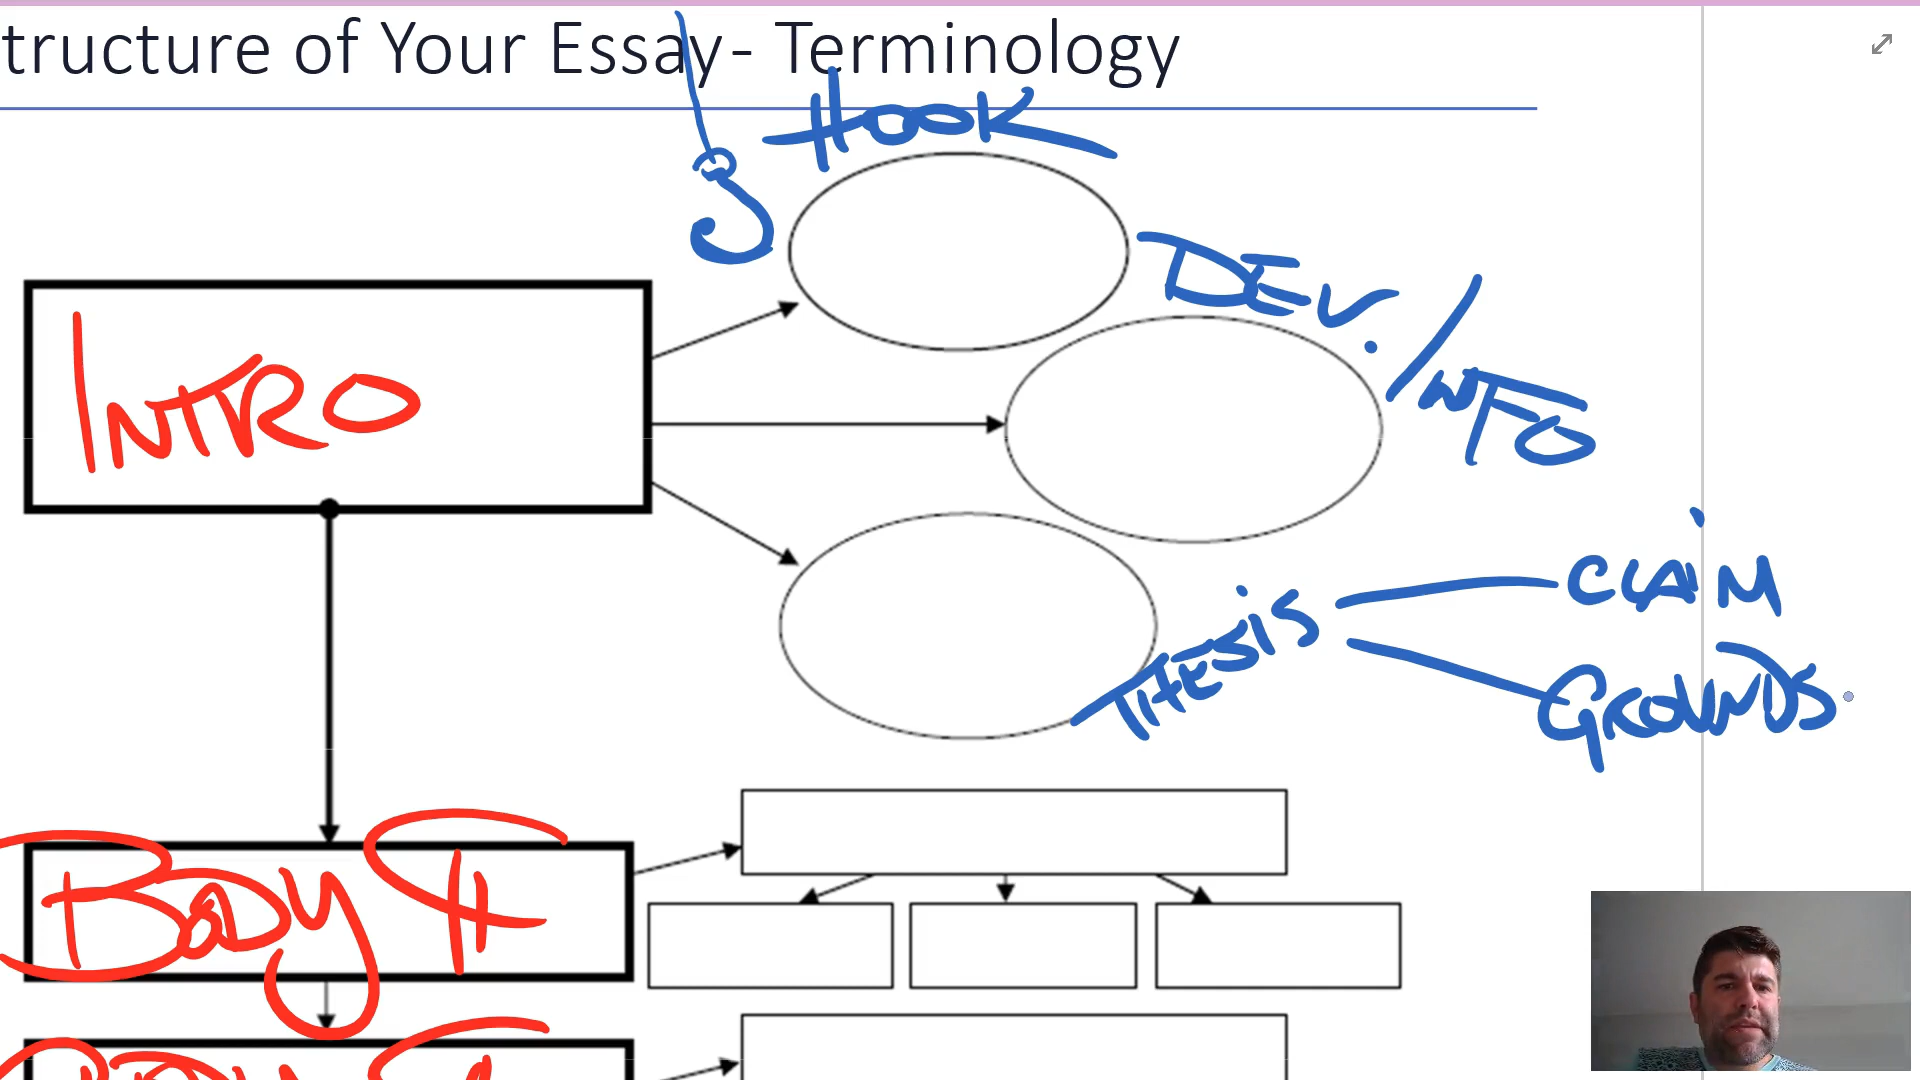 tructure of Your Essay- Terminology
HOOK
DEV./INFO
INTRO
THESIS
CLAIM
GROUNDS
BODY ¶